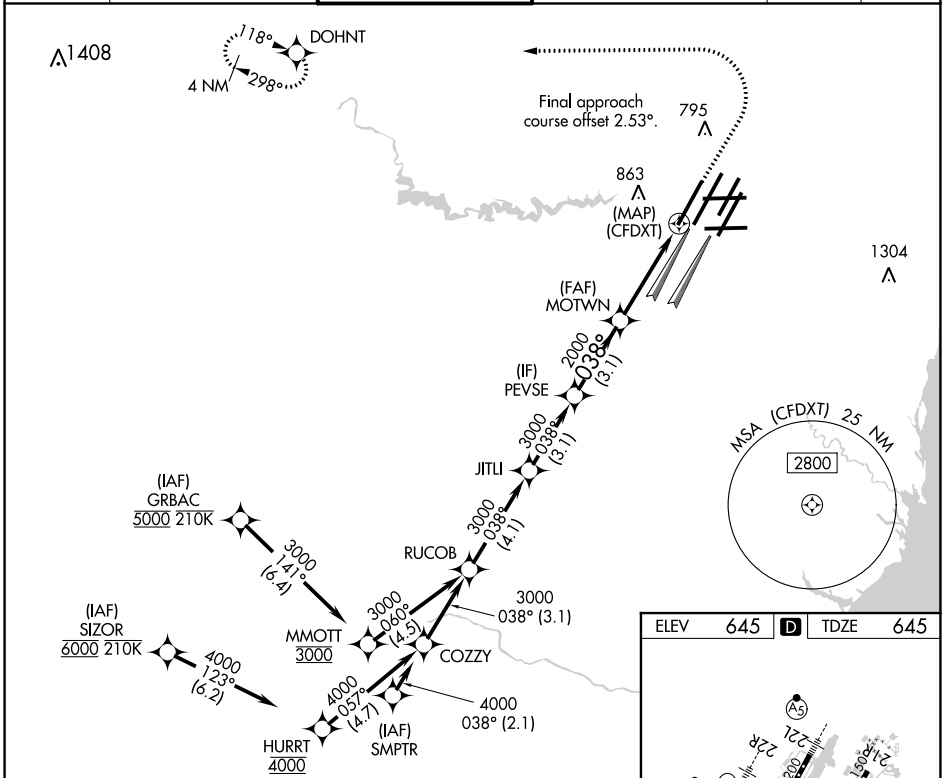 1408
118°
DOHNT
4 NM
298°
Final approach
course offset 2.53°.
795
863
(MAP)
(CFDXT)
1304
(FAF)
MOTWN
2000
038°
(3.1)
(IF)
PEVSE
3000
038°
(3.1)
MSA (CFDXT) 25 NM
2800
JITLI
3000
038°
(4.1)
(IAF)
GRBAC
5000 210K
3000
141°
(6.4)
RUCOB
3000
038° (3.1)
3000
060°
(4.5)
MMOTT
3000
COZZY
(IAF)
SIZOR
6000 210K
4000
123°
(6.2)
4000
057°
(4.7)
4000
038° (2.1)
(IAF)
SMPTR
HURRT
4000
ELEV 645 D TDZE 645
A5
22R
22L
21R